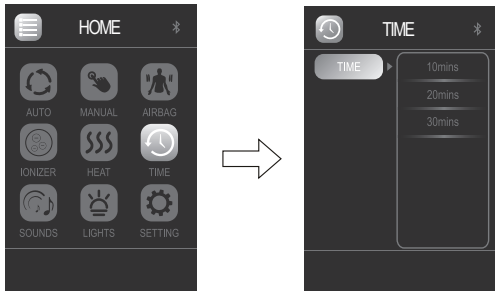 HOME
AUTO MANUAL AIRBAG
IONIZER HEAT TIME
SOUNDS LIGHTS SETTING
TIME
TIME
10mins
20mins
30mins